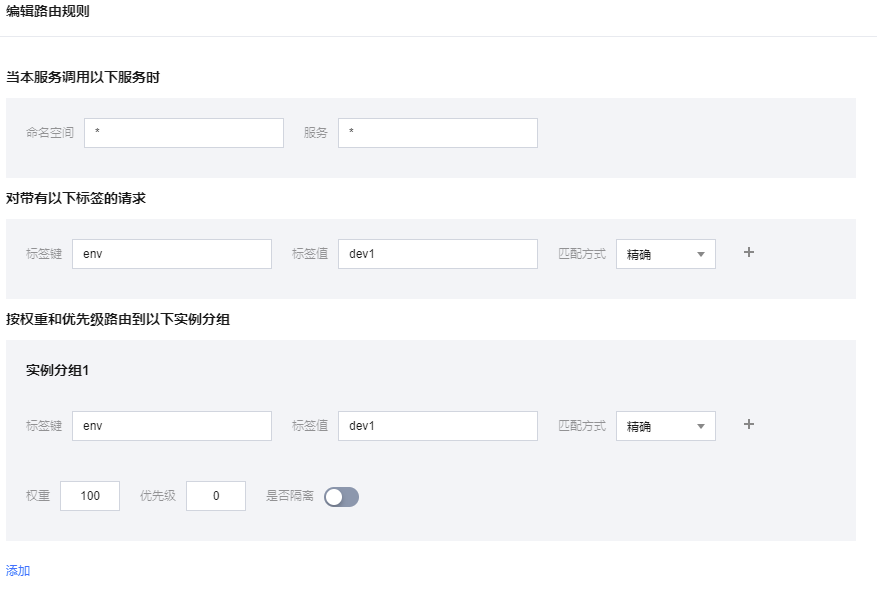 编辑路由规则
当本服务调用以下服务时
命名空间 * 服务 *
对带有以下标签的请求
标签键 env 标签值 dev1 匹配方式 精确 +
按权重和优先级路由到以下实例分组
实例分组1
标签键 env 标签值 dev1 匹配方式 精确 +
权重 100 优先级 0 是否隔离
添加